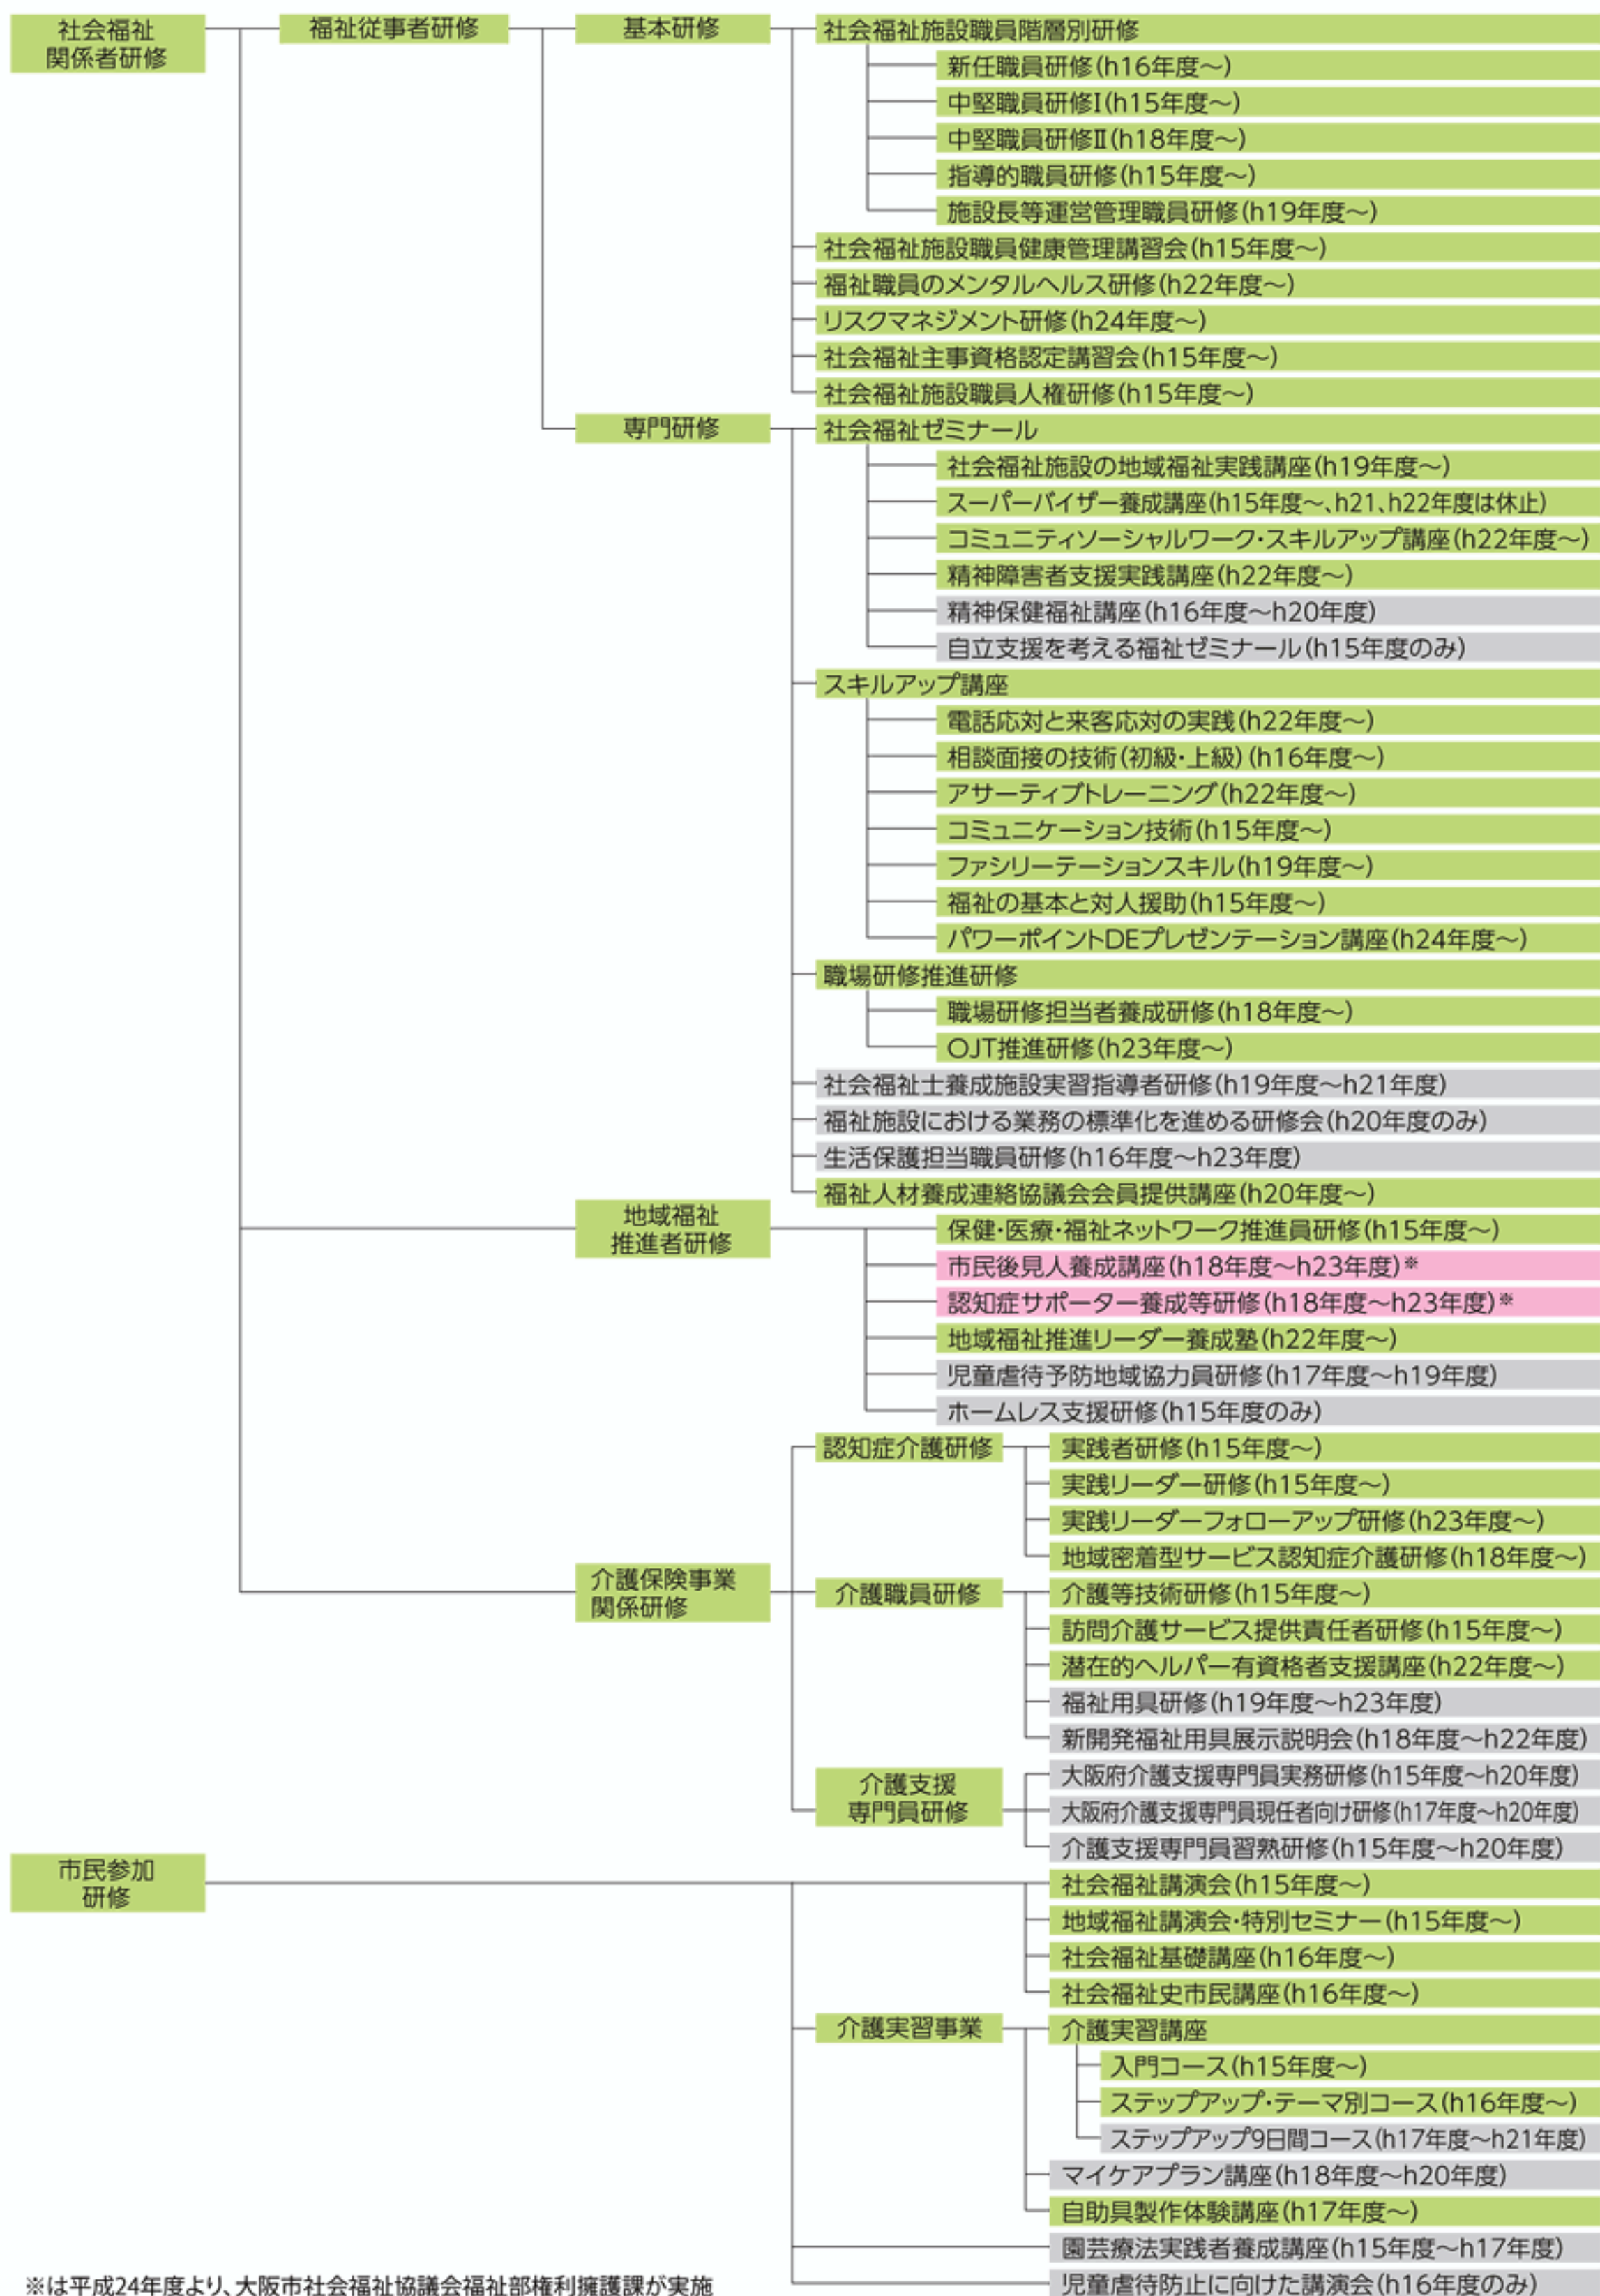 社会福祉
関係者研修
福祉従事者研修
基本研修
社会福祉施設職員階層別研修
新任職員研修(h16年度～)
中堅職員研修Ⅰ(h15年度～)
中堅職員研修Ⅱ(h18年度～)
指導的職員研修(h15年度～)
施設長等運営管理職員研修(h19年度～)
社会福祉施設職員健康管理講習会(h15年度～)
福祉職員のメンタルヘルス研修(h22年度～)
リスクマネジメント研修(h24年度～)
社会福祉主事資格認定講習会(h15年度～)
社会福祉施設職員人権研修(h15年度～)
専門研修
社会福祉ゼミナール
社会福祉施設の地域福祉実践講座(h19年度～)
スーパーバイザー養成講座(h15年度～、h21、h22年度は休止)
コミュニティソーシャルワーク・スキルアップ講座(h22年度～)
精神障害者支援実践講座(h22年度～)
精神保健福祉講座(h16年度～h20年度)
自立支援を考える福祉ゼミナール(h15年度のみ)
スキルアップ講座
電話応対と来客応対の実践(h22年度～)
相談面接の技術(初級・上級)(h16年度～)
アサーティブトレーニング(h22年度～)
コミュニケーション技術(h15年度～)
ファシリーテーションスキル(h19年度～)
福祉の基本と対人援助(h15年度～)
パワーポイントDEプレゼンテーション講座(h24年度～)
職場研修推進研修
職場研修担当者養成研修(h18年度～)
OJT推進研修(h23年度～)
社会福祉士養成施設実習指導者研修(h19年度～h21年度)
福祉施設における業務の標準化を進める研修会(h20年度のみ)
生活保護担当職員研修(h16年度～h23年度)
福祉人材養成連絡協議会会員提供講座(h20年度～)
地域福祉
推進者研修
保健・医療・福祉ネットワーク推進員研修(h15年度～)
市民後見人養成講座(h18年度～h23年度)※
認知症サポーター養成等研修(h18年度～h23年度)※
地域福祉推進リーダー養成塾(h22年度～)
児童虐待予防地域協力員研修(h17年度～h19年度)
ホームレス支援研修(h15年度のみ)
認知症介護研修
実践者研修(h15年度～)
実践リーダー研修(h15年度～)
実践リーダーフォローアップ研修(h23年度～)
地域密着型サービス認知症介護研修(h18年度～)
介護保険事業
関係研修
介護職員研修
介護等技術研修(h15年度～)
訪問介護サービス提供責任者研修(h15年度～)
潜在的ヘルパー有資格者支援講座(h22年度～)
福祉用具研修(h19年度～h23年度)
新開発福祉用具展示説明会(h18年度～h22年度)
介護支援
専門員研修
大阪府介護支援専門員実務研修(h15年度～h20年度)
大阪府介護支援専門員現任者向け研修(h17年度～h20年度)
介護支援専門員習熟研修(h15年度～h20年度)
市民参加
研修
社会福祉講演会(h15年度～)
地域福祉講演会・特別セミナー(h15年度～)
社会福祉基礎講座(h16年度～)
社会福祉史市民講座(h16年度～)
介護実習事業
介護実習講座
入門コース(h15年度～)
ステップアップ・テーマ別コース(h16年度～)
ステップアップ9日間コース(h17年度～h21年度)
マイケアプラン講座(h18年度～h20年度)
自助具製作体験講座(h17年度～)
園芸療法実践者養成講座(h15年度～h17年度)
児童虐待防止に向けた講演会(h16年度のみ)
※は平成24年度より、大阪市社会福祉協議会福祉部権利擁護課が実施